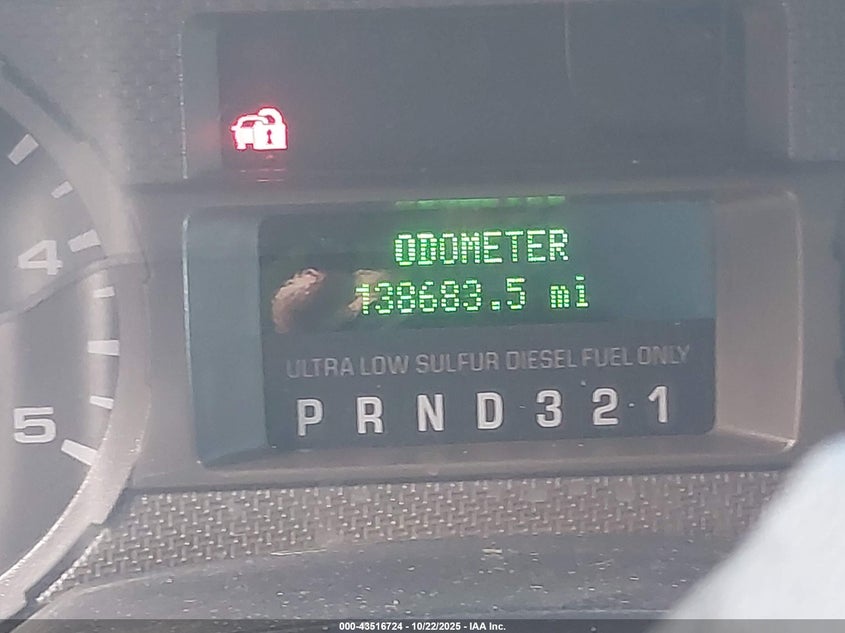 4
ODOMETER
138683.5 mi
ULTRA LOW SULFUR DIESEL FUEL ONLY
P R N D 3 2 1
5
000-43516724 - 10/22/2025 - IAA Inc.